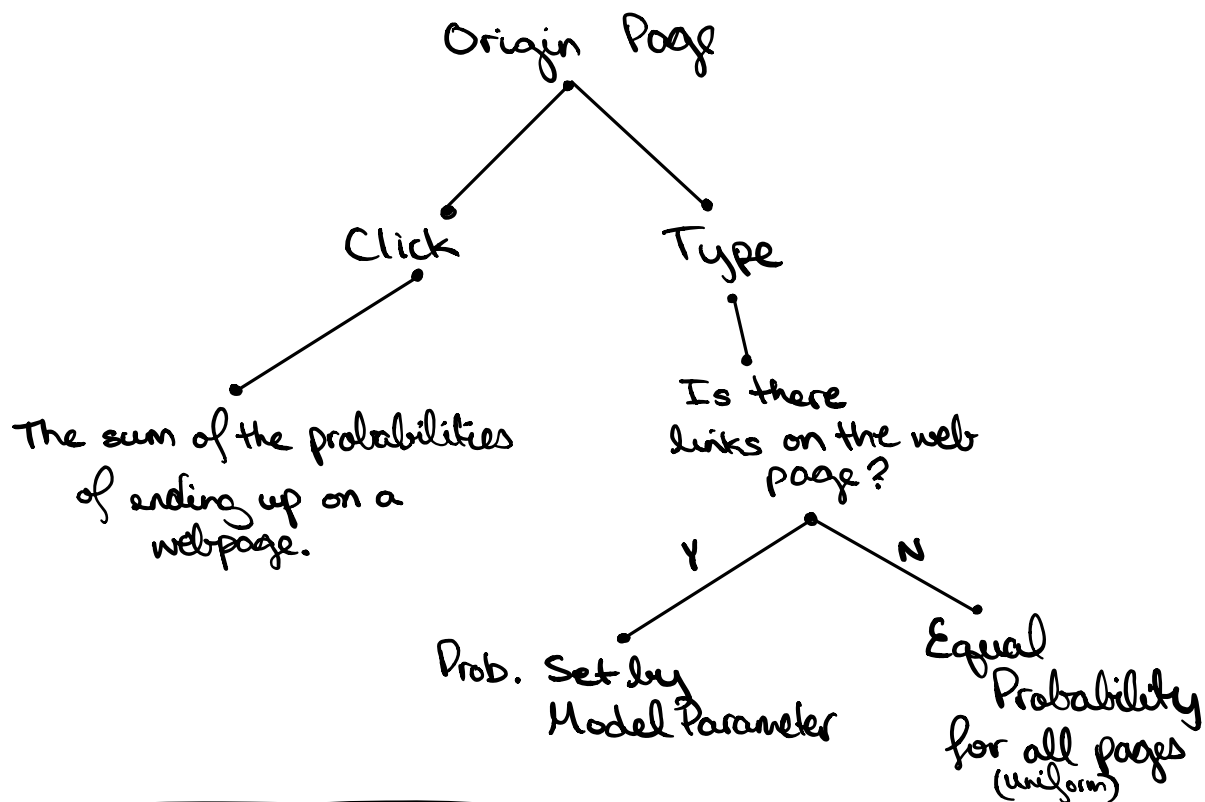 Origin Page
Click
Type
The sum of the probabilities
of ending up on a
webpage.
Is there
links on the web
page?
Y
N
Prob. Set by
Model Parameter
Equal
Probability
for all pages
(uniform)